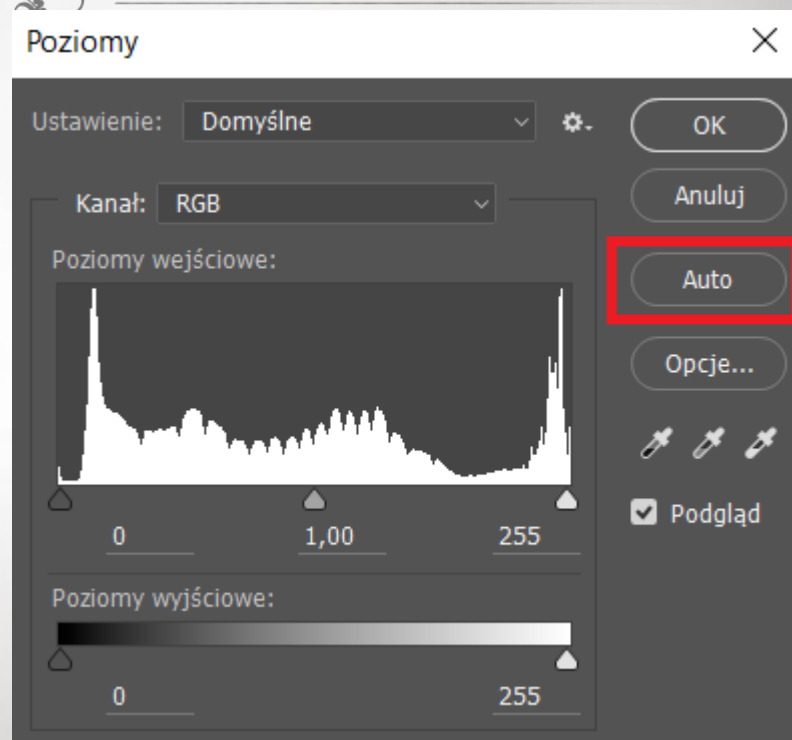 Poziomy
Ustawienie: Domyślne
OK
Kanał: RGB
Anuluj
Poziomy wejściowe:
Auto
Opcje...
0 1,00 255
Podgląd
Poziomy wyjściowe:
0 255